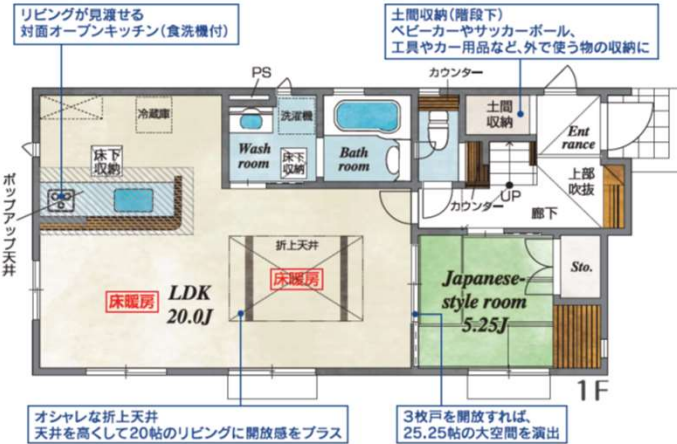 リビングが見渡せる
対面オープンキッチン(食洗機付)
土間収納(階段下)
ベビーカーやサッカーボール、
工具やカー用品など、外で使う物の収納に
PS
カウンター
冷蔵庫
洗濯機
土間
収納
Ent
rance
Wash
room
床下
収納
Bath
room
床下
収納
上部
吹抜
ポップアップ天井
カウンター
UP
廊下
折上天井
床暖房
Sto.
Japanese-
style room
5.25J
床暖房
LDK
20.0J
1F
オシャレな折上天井
天井を高くして20帖のリビングに開放感をプラス
3枚戸を開放すれば、
25.25帖の大空間を演出